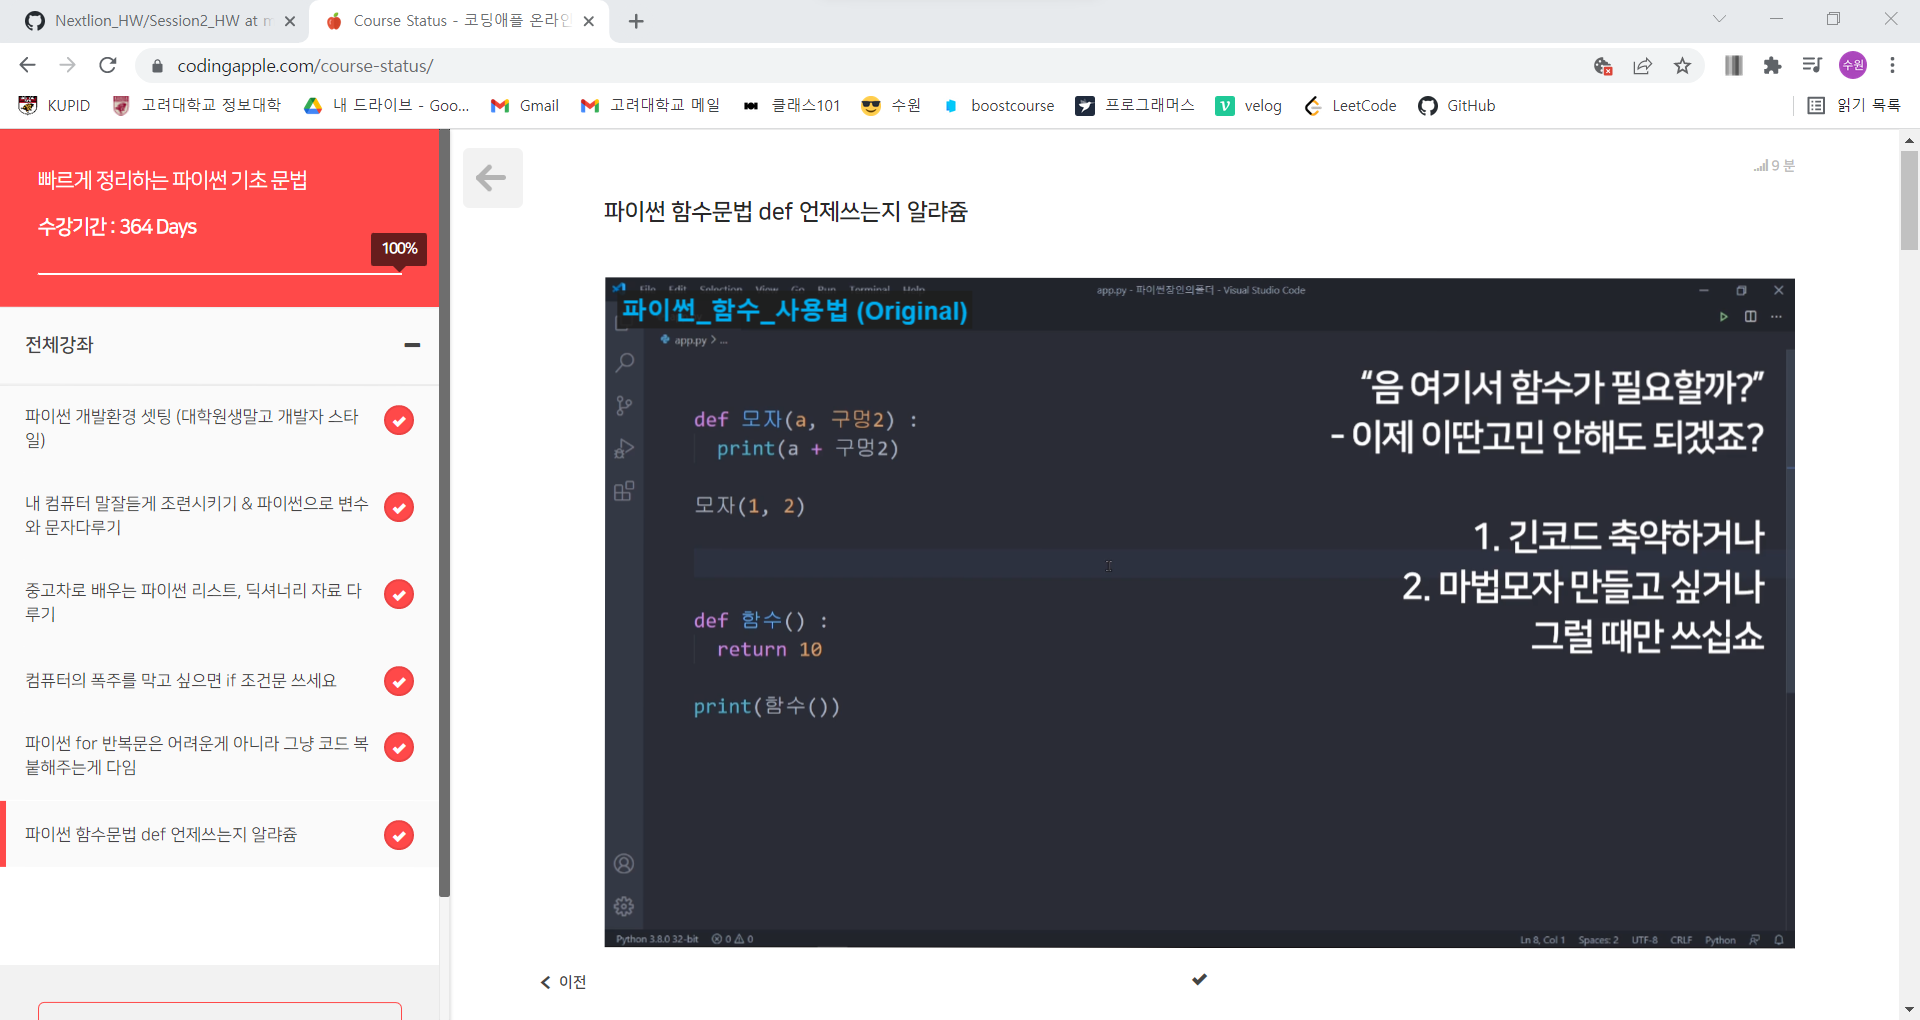 Nextlion_HW/Session2_HW at m
Course Status - 코딩애플 온라인
codingapple.com/course-status/
수원
KUPID
고려대학교 정보대학
내 드라이브 - Goo...
Gmail
고려대학교 메일
클래스101
수원
boostcourse
프로그래머스
velog
LeetCode
GitHub
읽기 목록
빠르게 정리하는 파이썬 기초 문법
수강기간 : 364 Days
100%
전체강좌
파이썬 개발환경 셋팅 (대학원생말고 개발자 스타
일)
내 컴퓨터 말잘듣게 조련시키기 & 파이썬으로 변수
와 문자다루기
중고차로 배우는 파이썬 리스트, 딕셔너리 자료 다
루기
컴퓨터의 폭주를 막고 싶으면 if 조건문 쓰세요
파이썬 for 반복문은 어려운게 아니라 그냥 코드 복
붙해주는게 다임
파이썬 함수문법 def 언제쓰는지 알랴쥼
9 분
파이썬 함수문법 def 언제쓰는지 알랴쥼
File Edit Selection View Go Run Terminal Help
app.py - 파이썬장인의폴더 - Visual Studio Code
파이썬_함수_사용법 (Original)
app.py > ...
def 모자(a, 구멍2) :
print(a + 구멍2)
모자(1, 2)
def 함수() :
return 10
print(함수())
“음 여기서 함수가 필요할까?”
- 이제 이딴고민 안해도 되겠죠?
1. 긴코드 축약하거나
2. 마법모자 만들고 싶거나
그럴 때만 쓰십쇼
Python 3.8.0 32-bit
0
0
Ln 8, Col 1
Spaces: 2
UTF-8
CRLF
Python
이전